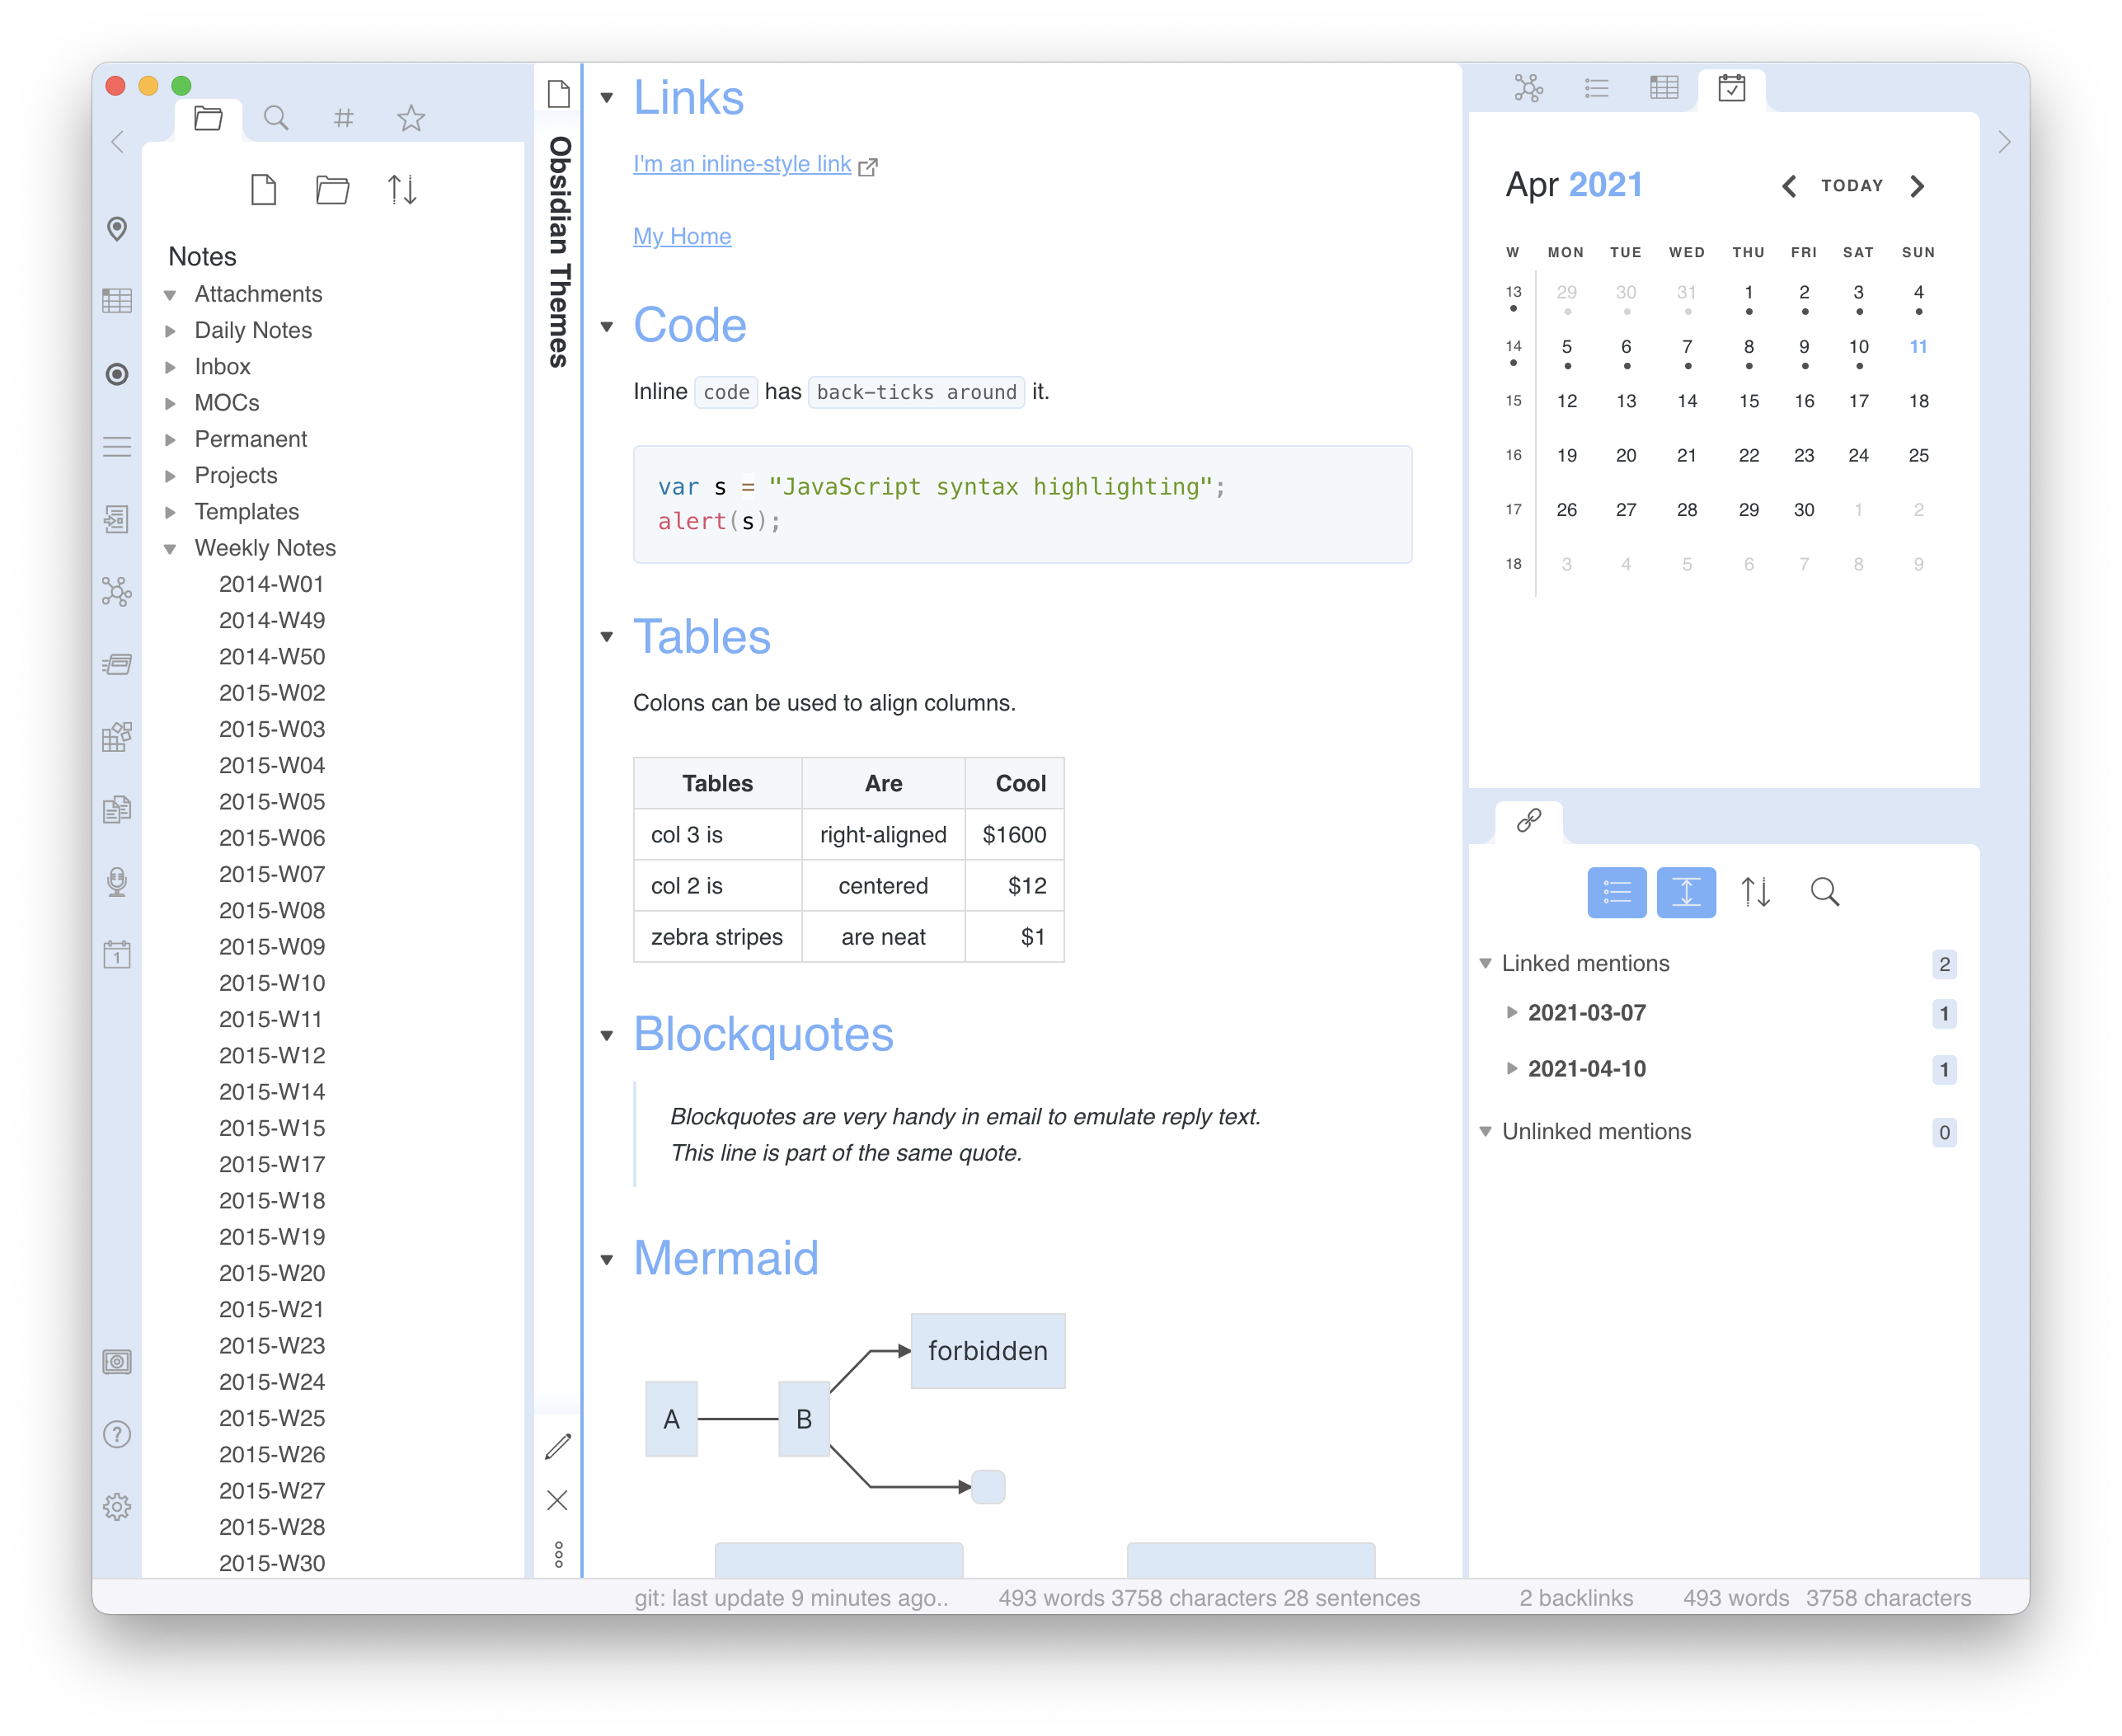 Notes
Attachments
Daily Notes
Inbox
MOCs
Permanent
Projects
Templates
Weekly Notes
2014-W01
2014-W49
2014-W50
2015-W02
2015-W03
2015-W04
2015-W05
2015-W06
2015-W07
2015-W08
2015-W09
2015-W10
2015-W11
2015-W12
2015-W14
2015-W15
2015-W17
2015-W18
2015-W19
2015-W20
2015-W21
2015-W23
2015-W24
2015-W25
2015-W26
2015-W27
2015-W28
2015-W30
1
Obsidian Themes
Links
I'm an inline-style link
My Home
Code
Inline code has back-ticks around it.
var s = "JavaScript syntax highlighting";
alert(s);
Tables
Colons can be used to align columns.
Tables Are Cool
col 3 is right-aligned $1600
col 2 is centered $12
zebra stripes are neat $1
Blockquotes
Blockquotes are very handy in email to emulate reply text.
This line is part of the same quote.
Mermaid
forbidden
A B
Apr 2021 TODAY
W MON TUE WED THU FRI SAT SUN
13 29 30 31 1 2 3 4
14 5 6 7 8 9 10 11
15 12 13 14 15 16 17 18
16 19 20 21 22 23 24 25
17 26 27 28 29 30 1 2
18 3 4 5 6 7 8 9
Linked mentions 2
2021-03-07 1
2021-04-10 1
Unlinked mentions 0
git: last update 9 minutes ago.. 493 words 3758 characters 28 sentences 2 backlinks 493 words 3758 characters